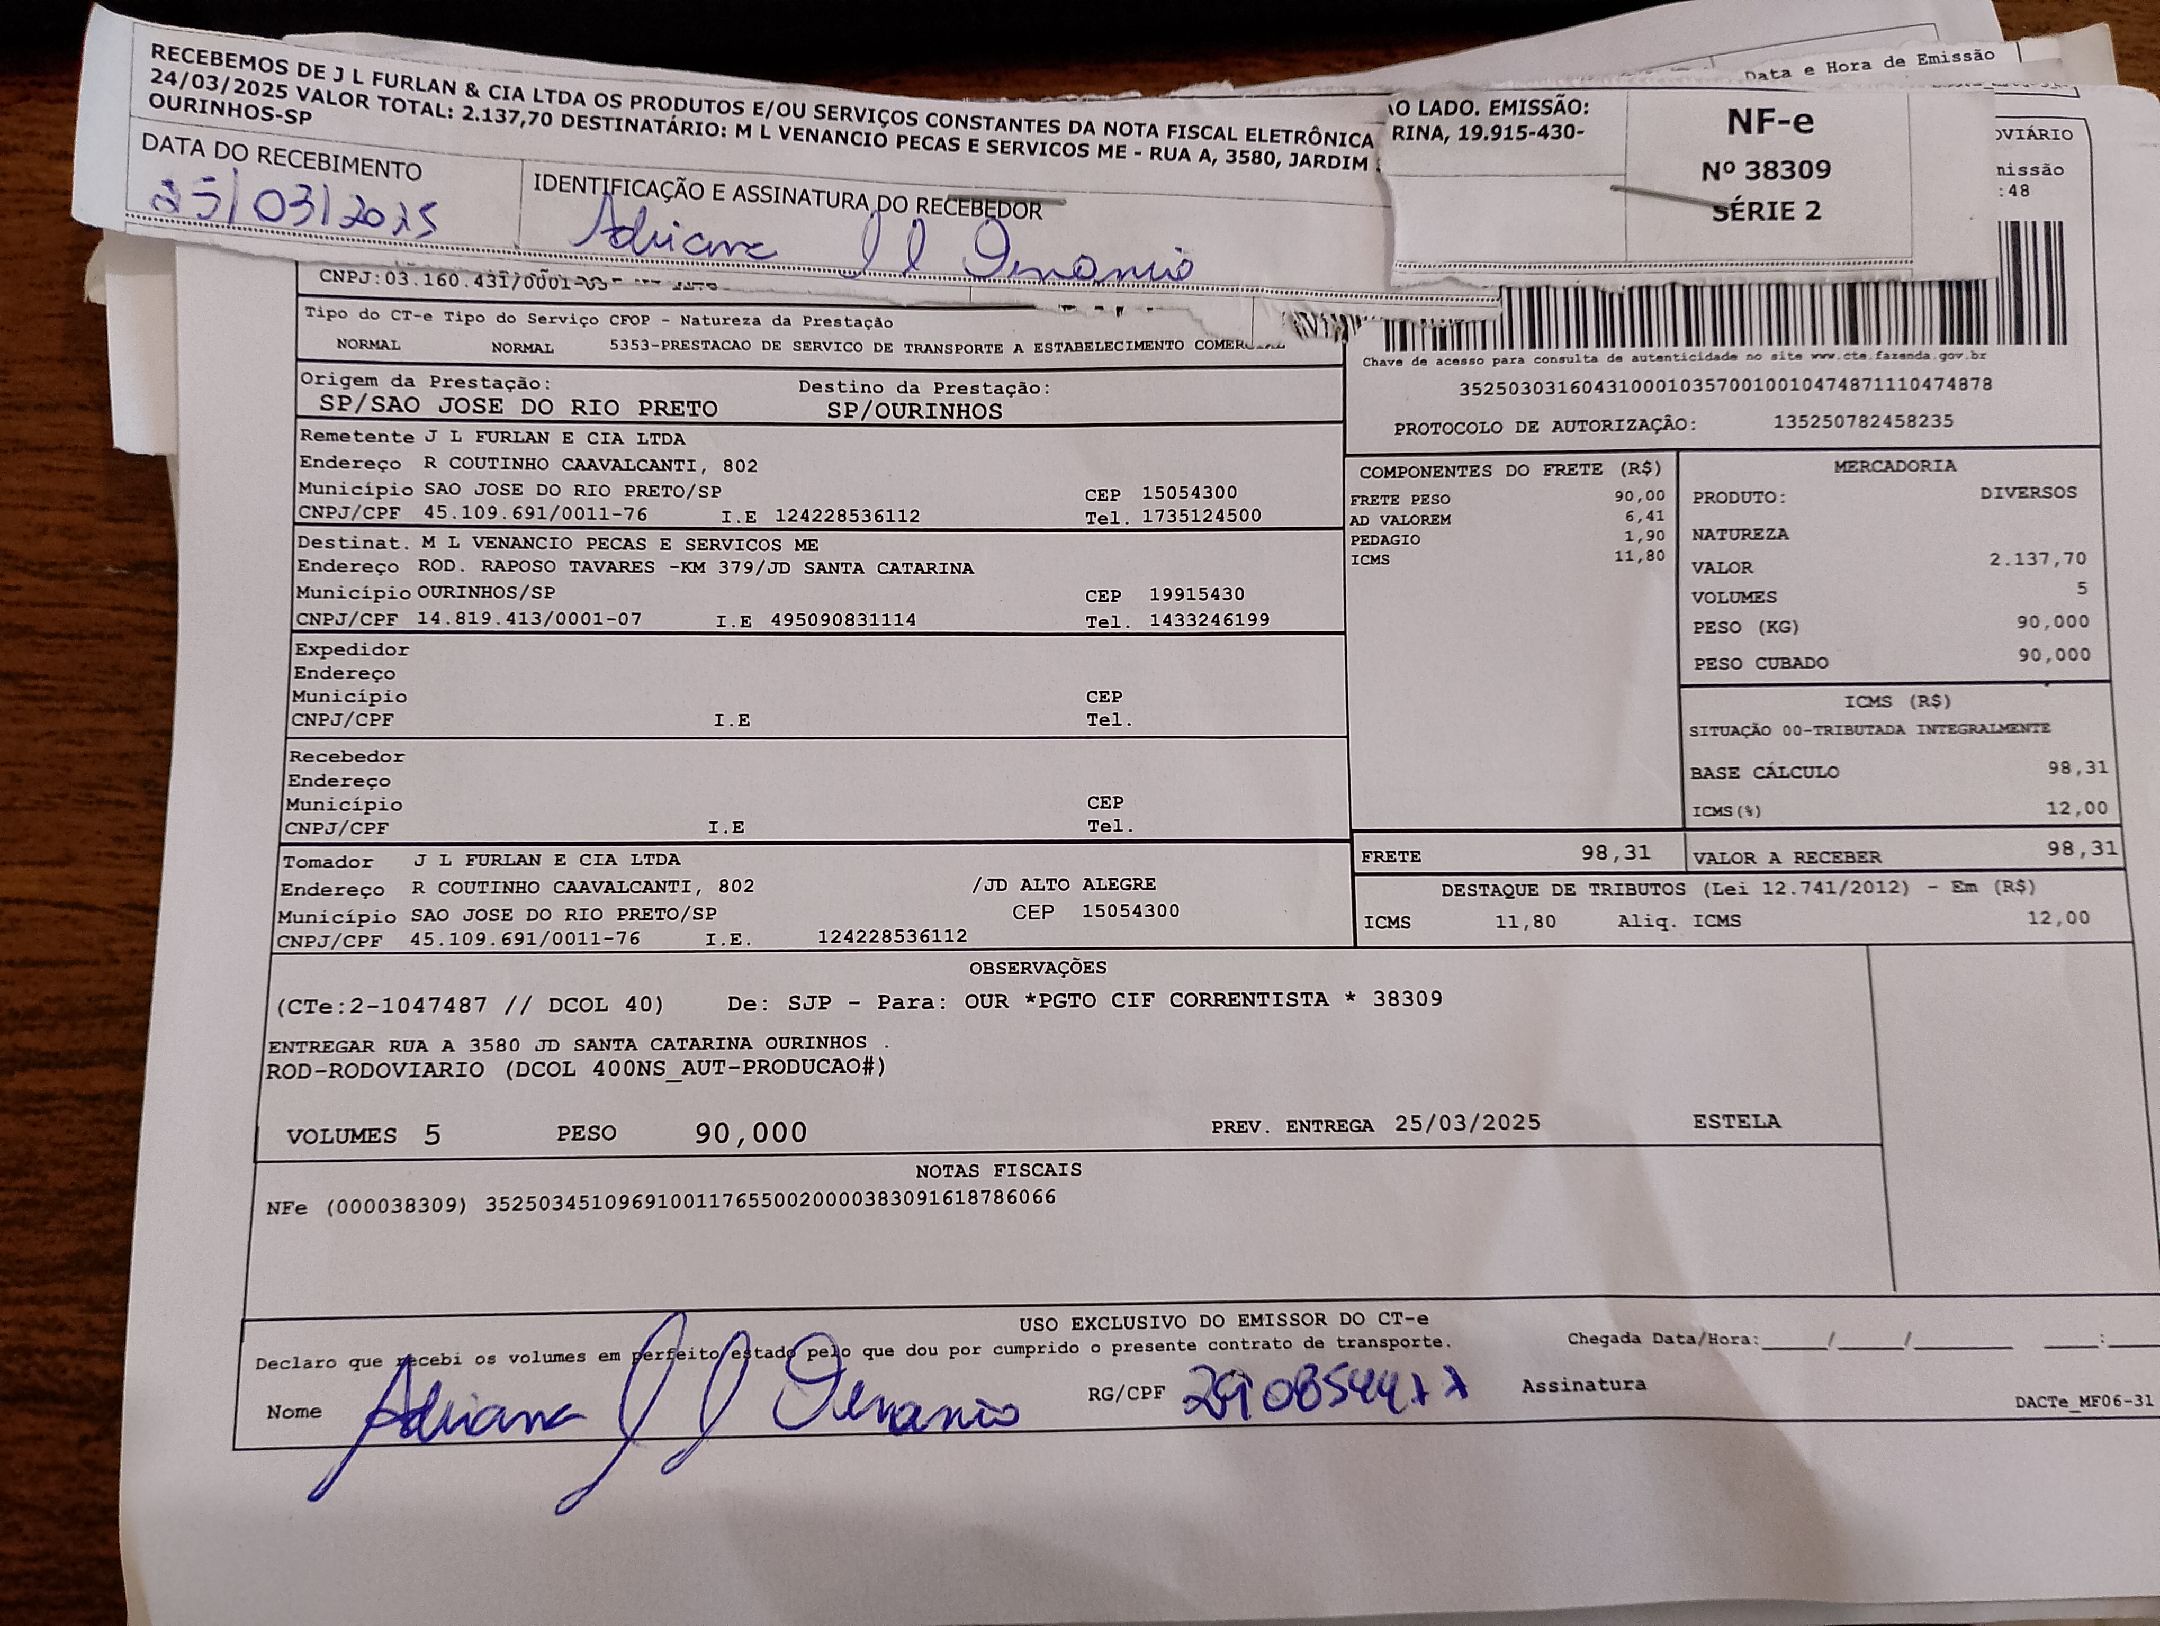 RECEBEMOS DE J L FURLAN & CIA LTDA OS PRODUTOS E/OU SERVIÇOS CONSTANTES DA NOTA FISCAL ELETRÔNICA
24/03/2025 VALOR TOTAL: 2.137,70 DESTINATÁRIO: M L VENANCIO PECAS E SERVICOS ME - RUA A, 3580, JARDIM
OURINHOS-SP
LADO. EMISSÃO:
RINA, 19.915-430-
NF-e
Nº 38309
SÉRIE 2
Data e Hora de Emissão
:48
DATA DO RECEBIMENTO
25/03/2025
IDENTIFICAÇÃO E ASSINATURA DO RECEBEDOR
Adriana Venancio
CNPJ:03.160.431/0001-03
Tipo do CT-e Tipo do Serviço CFOP - Natureza da Prestação
NORMAL NORMAL 5353-PRESTACAO DE SERVICO DE TRANSPORTE A ESTABELECIMENTO
Chave de acesso para consulta de autenticidade no site www.cte.fazenda.gov.br
35250303160431000103570010010474871110474878
PROTOCOLO DE AUTORIZAÇÃO: 135250782458235
Origem da Prestação: Destino da Prestação:
SP/SAO JOSE DO RIO PRETO SP/OURINHOS
Remetente J L FURLAN E CIA LTDA
Endereço R COUTINHO CAAVALCANTI, 802
Município SAO JOSE DO RIO PRETO/SP CEP 15054300
CNPJ/CPF 45.109.691/0011-76 I.E 124228536112 Tel. 1735124500
Destinat. M L VENANCIO PECAS E SERVICOS ME
Endereço ROD. RAPOSO TAVARES -KM 379/JD SANTA CATARINA
Município OURINHOS/SP CEP 19915430
CNPJ/CPF 14.819.413/0001-07 I.E 495090831114 Tel. 1433246199
Expedidor
Endereço
Município CEP
CNPJ/CPF I.E Tel.
Recebedor
Endereço
Município CEP
CNPJ/CPF I.E Tel.
Tomador J L FURLAN E CIA LTDA
Endereço R COUTINHO CAAVALCANTI, 802 /JD ALTO ALEGRE
Município SAO JOSE DO RIO PRETO/SP CEP 15054300
CNPJ/CPF 45.109.691/0011-76 I.E. 124228536112
COMPONENTES DO FRETE (R$)
FRETE PESO 90,00
AD VALOREM 6,41
PEDAGIO 1,90
ICMS 11,80
MERCADORIA
PRODUTO: DIVERSOS
NATUREZA
VALOR 2.137,70
VOLUMES 5
PESO (KG) 90,000
PESO CUBADO 90,000
ICMS (R$)
SITUAÇÃO 00-TRIBUTADA INTEGRALMENTE
BASE CÁLCULO 98,31
ICMS(%) 12,00
FRETE 98,31 VALOR A RECEBER 98,31
DESTAQUE DE TRIBUTOS (Lei 12.741/2012) - Em (R$)
ICMS 11,80 Aliq. ICMS 12,00
OBSERVAÇÕES
(CTe:2-1047487 // DCOL 40) De: SJP - Para: OUR *PGTO CIF CORRENTISTA * 38309
ENTREGAR RUA A 3580 JD SANTA CATARINA OURINHOS .
ROD-RODOVIARIO (DCOL 400NS_AUT-PRODUCAO#)
VOLUMES 5 PESO 90,000 PREV. ENTREGA 25/03/2025 ESTELA
NOTAS FISCAIS
NFe (000038309) 35250345109691001176550020000383091618786066
USO EXCLUSIVO DO EMISSOR DO CT-e
Declaro que recebi os volumes em perfeito estado pelo que dou por cumprido o presente contrato de transporte. Chegada Data/Hora:____/____/______ ____:
Nome Adriana Venancio RG/CPF Assinatura
DACTe_MF06-31